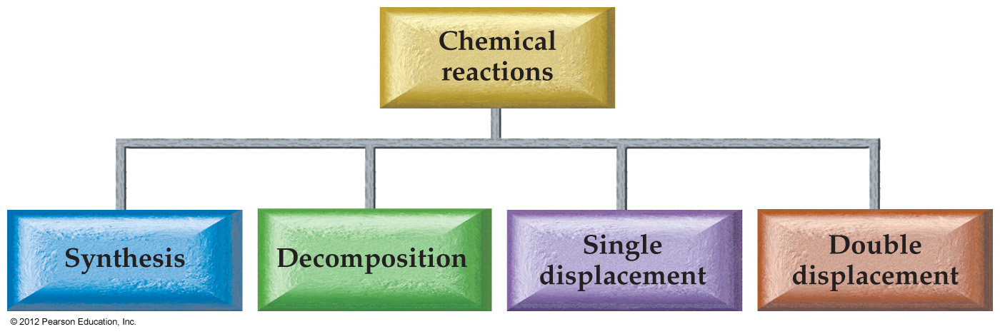 Chemical
reactions
Synthesis
Decomposition
Single
displacement
Double
displacement
© 2012 Pearson Education, Inc.